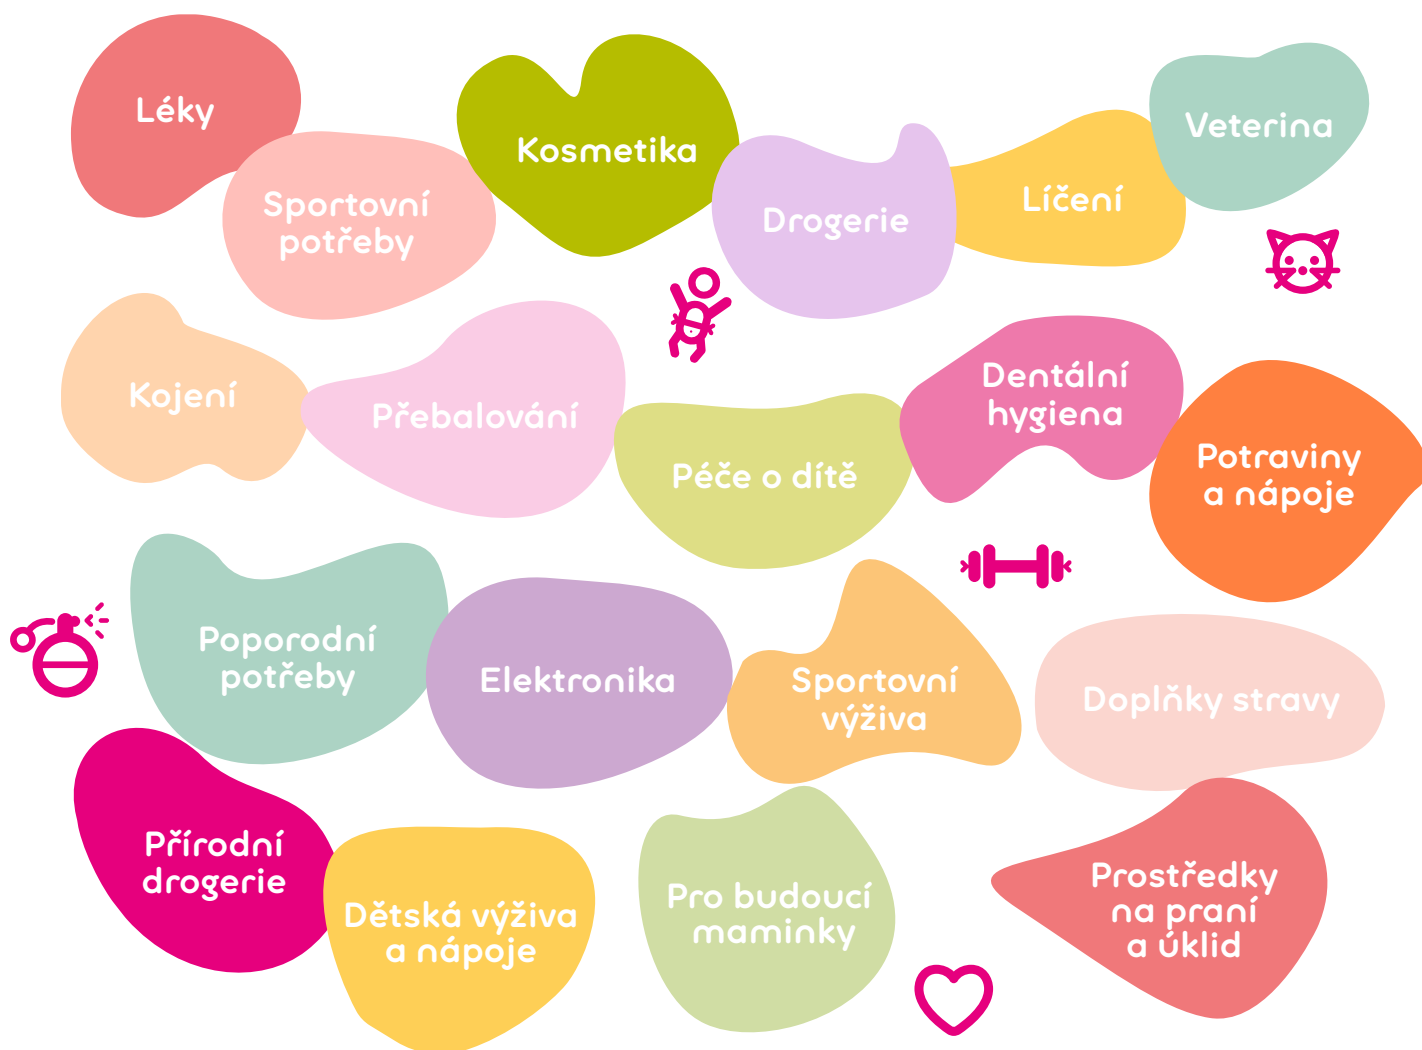 Léky
Sportovní
potřeby
Kosmetika
Drogerie
Líčení
Veterina
Kojení
Přebalování
Péče o dítě
Dentální
hygiena
Potraviny
a nápoje
Poporodní
potřeby
Elektronika
Sportovní
výživa
Doplňky stravy
Přírodní
drogerie
Dětská výživa
a nápoje
Pro budoucí
maminky
Prostředky
na praní
a úklid